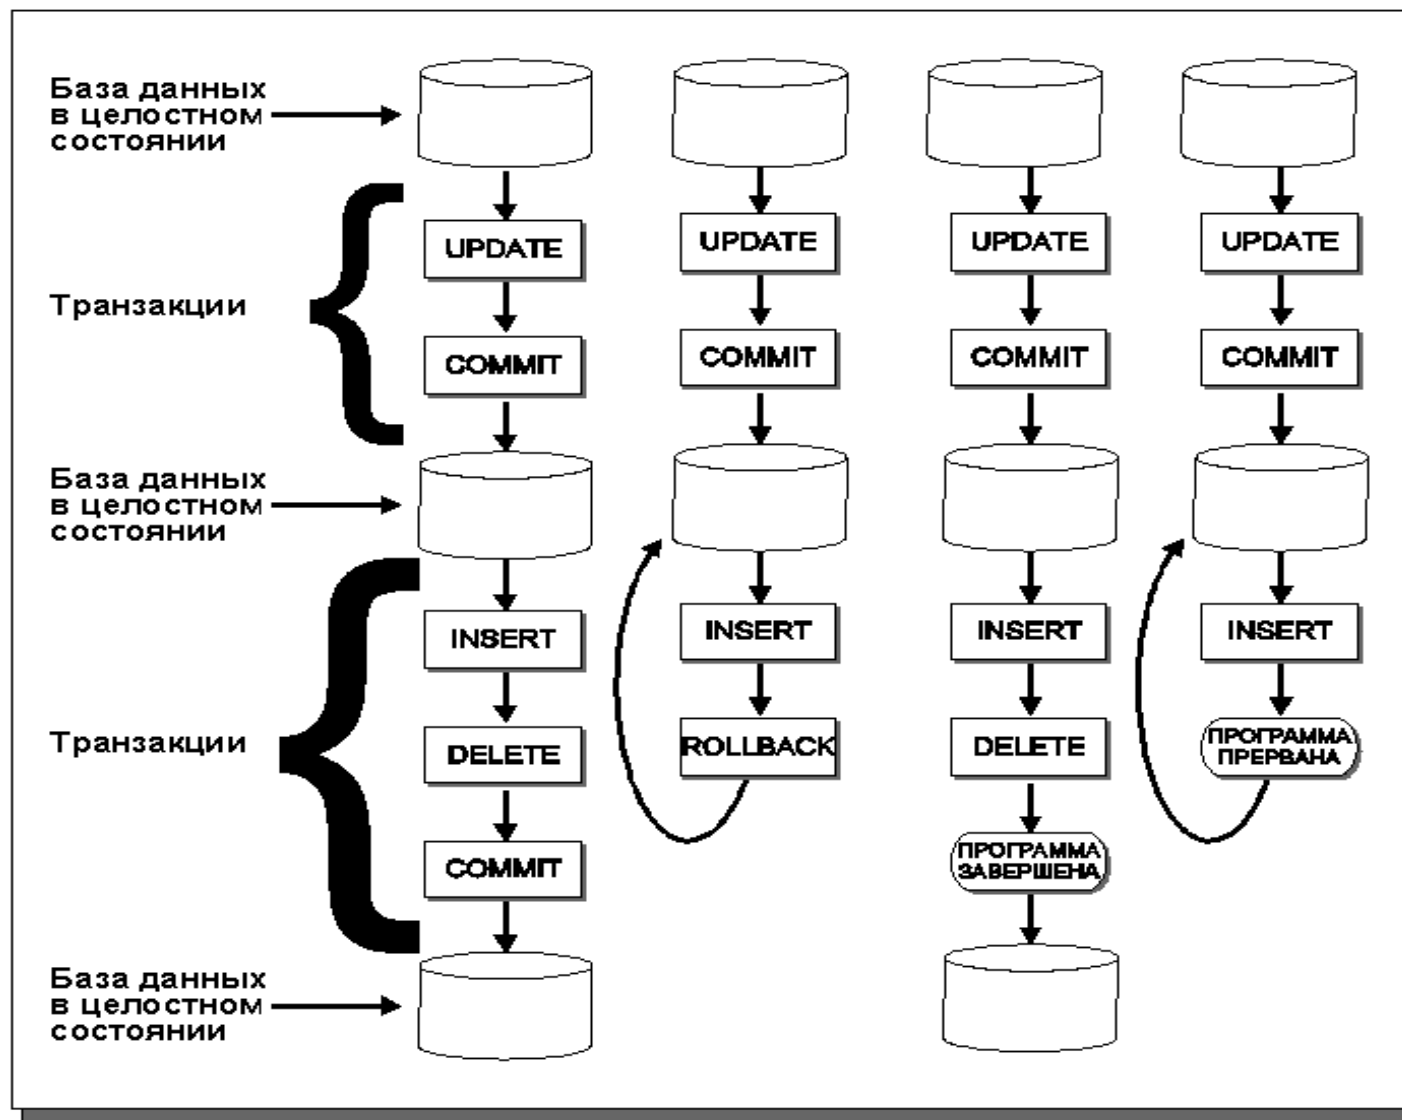 База данных
в целостном
состоянии
UPDATE
UPDATE
UPDATE
UPDATE
Транзакции
COMMIT
COMMIT
COMMIT
COMMIT
База данных
в целостном
состоянии
INSERT
INSERT
INSERT
INSERT
Транзакции
DELETE
ROLLBACK
DELETE
ПРОГРАММА
ПРЕРВАНА
COMMIT
ПРОГРАММА
ЗАВЕРШЕНА
База данных
в целостном
состоянии